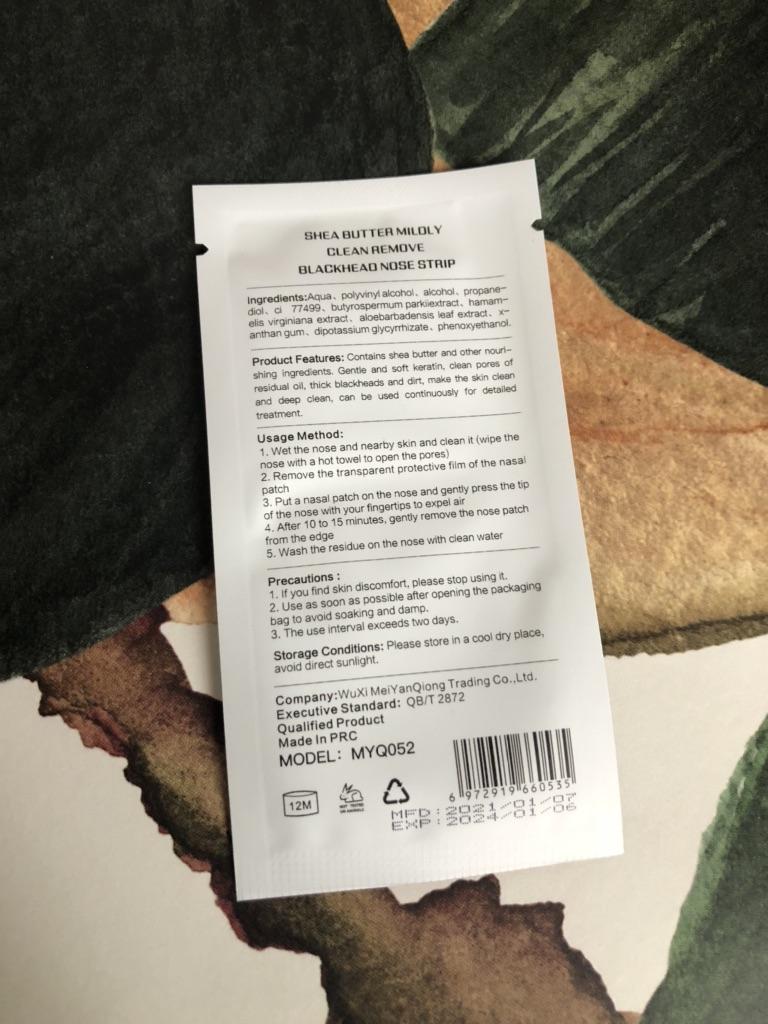 SHEA BUTTER MILDLY
CLEAN REMOVE
BLACKHEAD NOSE STRIP
Ingredients:Aqua、polyvinyl alcohol、alcohol、propane-
diol、ci 77499、butyrospermum parkiiextract、hamam-
elis virginiana extract、aloebarbadensis leaf extract、x-
anthan gum、dipotassium glycyrrhizate、phenoxyethanol.
Product Features: Contains shea butter and other nouri-
shing ingredients. Gentle and soft keratin, clean pores of
residual oil, thick blackheads and dirt, make the skin clean
and deep clean, can be used continuously for detailed
treatment.
Usage Method:
1. Wet the nose and nearby skin and clean it (wipe the
nose with a hot towel to open the pores)
2. Remove the transparent protective film of the nasal
patch
3. Put a nasal patch on the nose and gently press the tip
of the nose with your fingertips to expel air
4. After 10 to 15 minutes, gently remove the nose patch
from the edge
5. Wash the residue on the nose with clean water
Precautions :
1. If you find skin discomfort, please stop using it.
2. Use as soon as possible after opening the packaging
bag to avoid soaking and damp.
3. The use interval exceeds two days.
Storage Conditions: Please store in a cool dry place,
avoid direct sunlight.
Company:WuXi MeiYanQiong Trading Co.,Ltd.
Executive Standard: QB/T 2872
Qualified Product
Made In PRC
MODEL: MYQ052
6 972919 660535
12M
NOT TESTED
ON ANIMALS
MFD:2021/01/07
EXP:2024/01/06